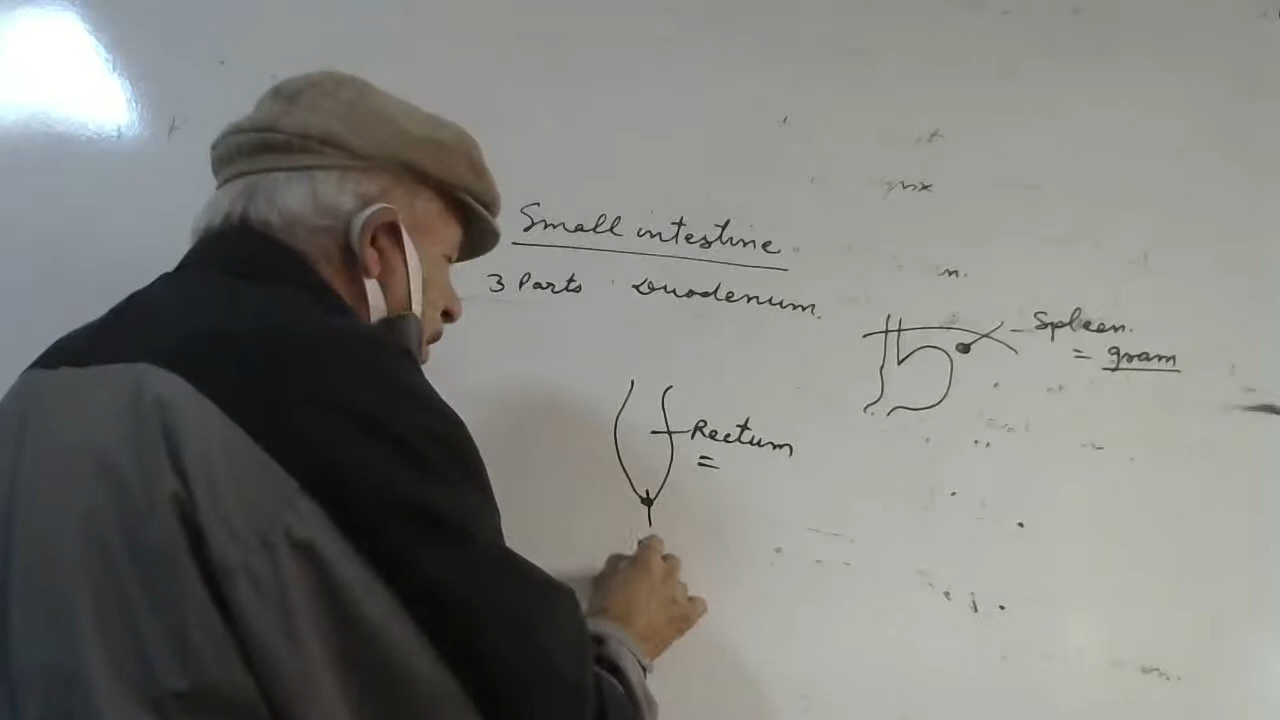 Small intestine
3 Parts Duodenum.
Spleen.
= gram
Rectum
=